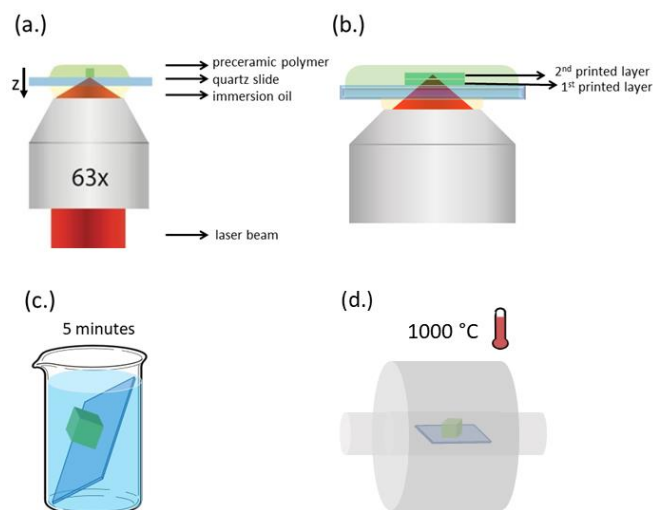 (a.)
z
preceramic polymer
quartz slide
immersion oil
63x
laser beam
(b.)
2nd printed layer
1st printed layer
(c.)
5 minutes
(d.)
1000 °C